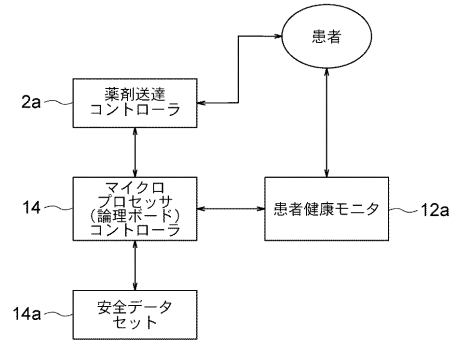 患者
2a
薬剤送達
コントローラ
14
マイクロ
プロセッサ
(論理ボード)
コントローラ
患者健康モニタ
12a
14a
安全データ
セット